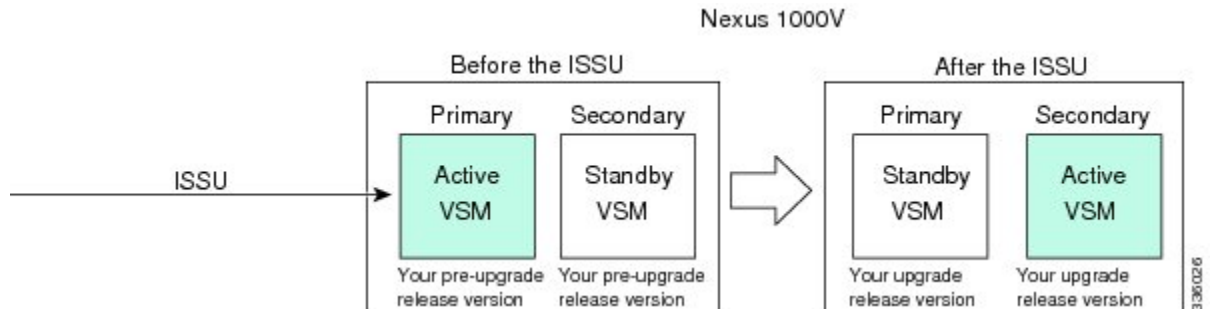 Nexus 1000V
Before the ISSU
After the ISSU
Primary
Secondary
Primary
Secondary
ISSU
Active
VSM
Standby
VSM
Standby
VSM
Active
VSM
Your pre-upgrade
release version
Your pre-upgrade
release version
Your upgrade
release version
Your upgrade
release version
336026